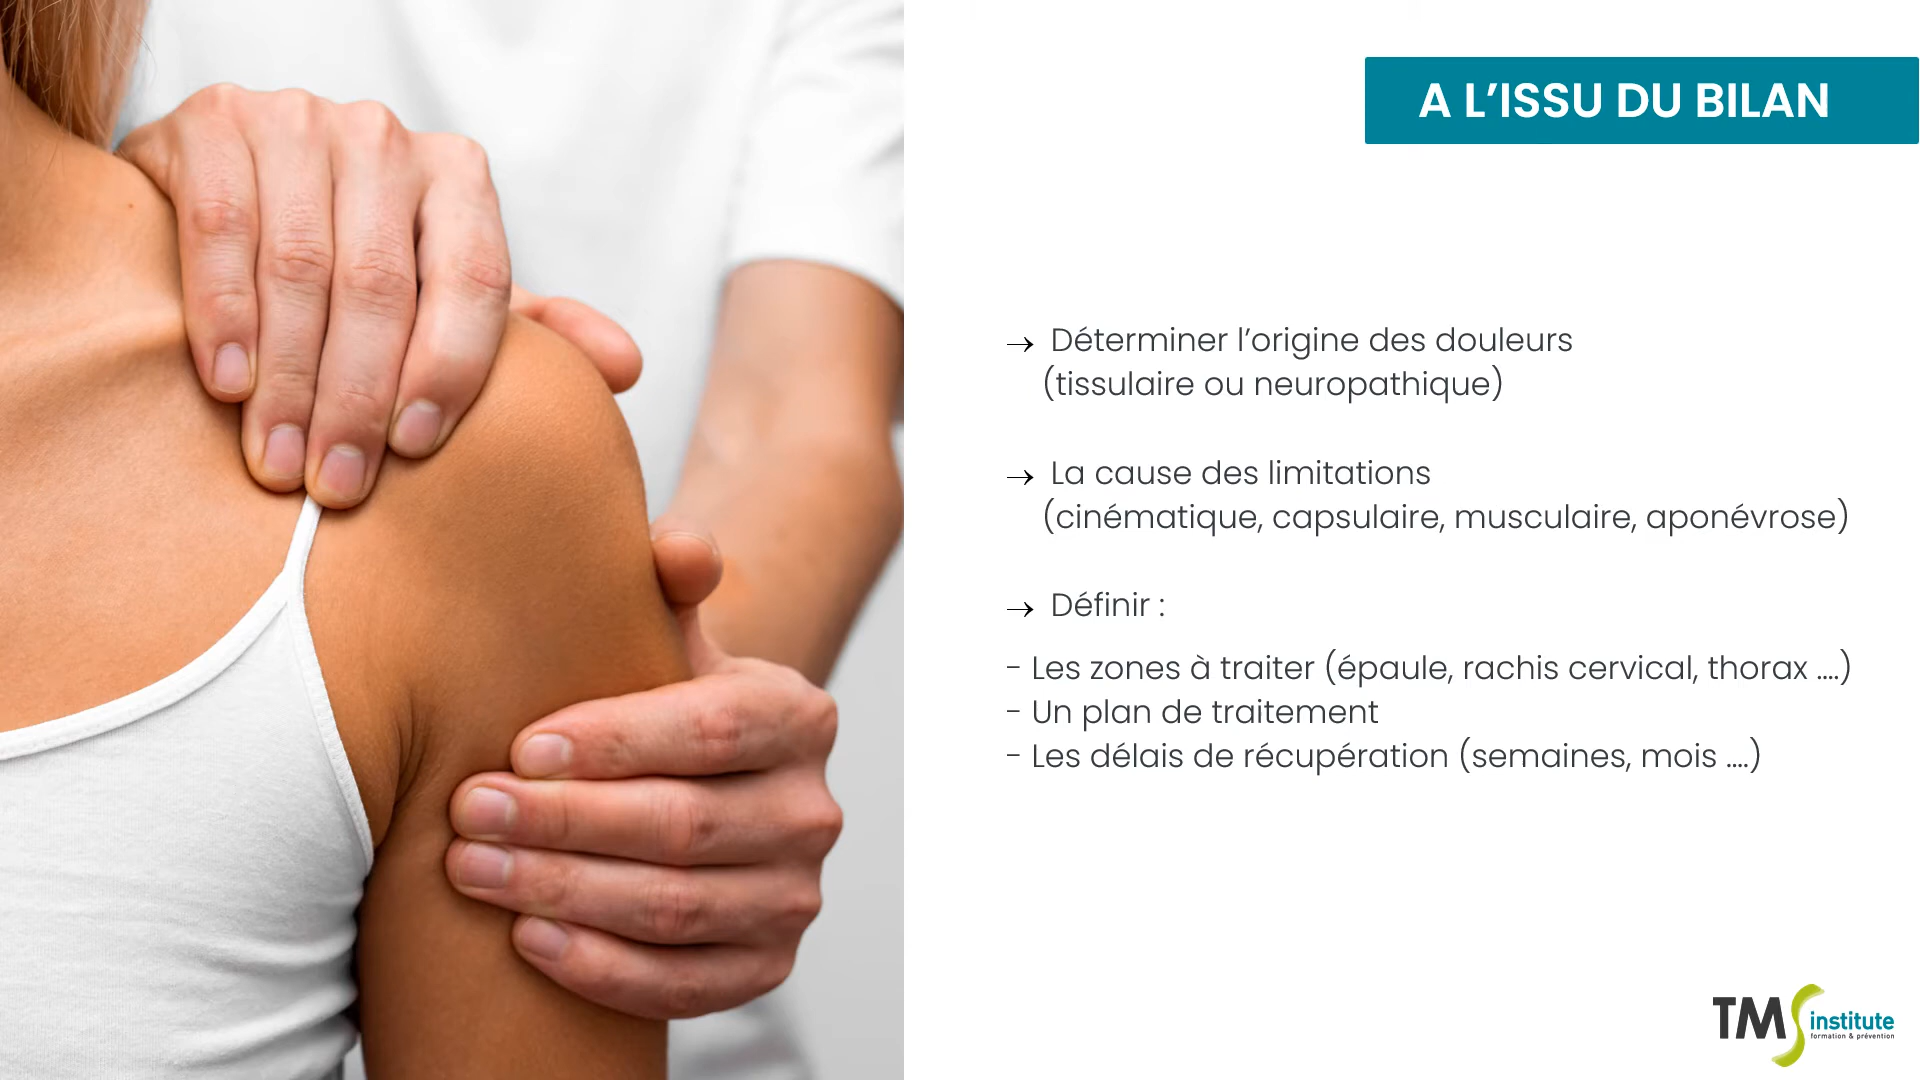 A L’ISSU DU BILAN
→ Déterminer l’origine des douleurs
(tissulaire ou neuropathique)
→ La cause des limitations
(cinématique, capsulaire, musculaire, aponévrose)
→ Définir :
- Les zones à traiter (épaule, rachis cervical, thorax ....)
- Un plan de traitement
- Les délais de récupération (semaines, mois ....)
TMS institute
formation & prévention